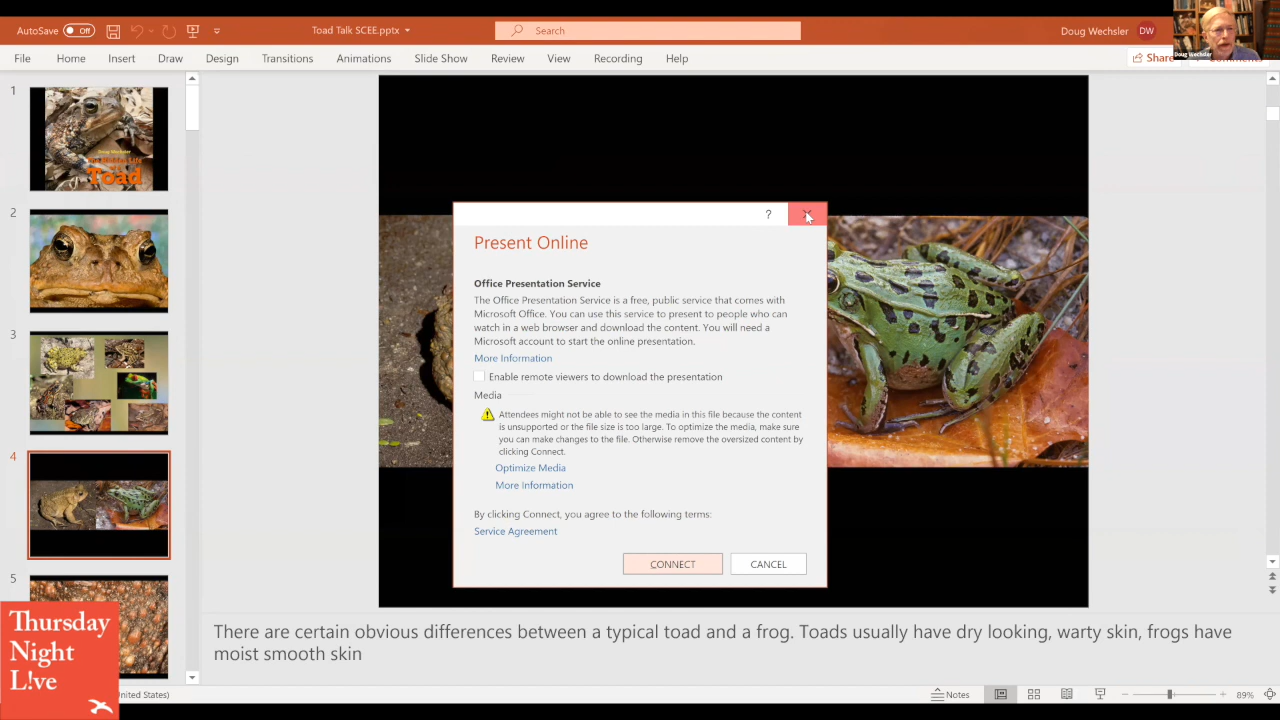 AutoSave Off
Toad Talk SCEE.pptx
Search
Doug Wechsler DW
Doug Wechsler
File Home Insert Draw Design Transitions Animations Slide Show Review View Recording Help
Share
Comments
1
Doug Wechsler
Life
Toad
2
3
4
5
?
Present Online
Office Presentation Service
The Office Presentation Service is a free, public service that comes with
Microsoft Office. You can use this service to present to people who can
watch in a web browser and download the content. You will need a
Microsoft account to start the online presentation.
More Information
Enable remote viewers to download the presentation
Media
Attendees might not be able to see the media in this file because the content
is unsupported or the file size is too large. To optimize the media, make sure
you can make changes to the file. Otherwise remove the oversized content by
clicking Connect.
Optimize Media
More Information
By clicking Connect, you agree to the following terms:
Service Agreement
CONNECT CANCEL
There are certain obvious differences between a typical toad and a frog. Toads usually have dry looking, warty skin, frogs have
moist smooth skin
Thursday
Night
L!ve
United States)
Notes
89%